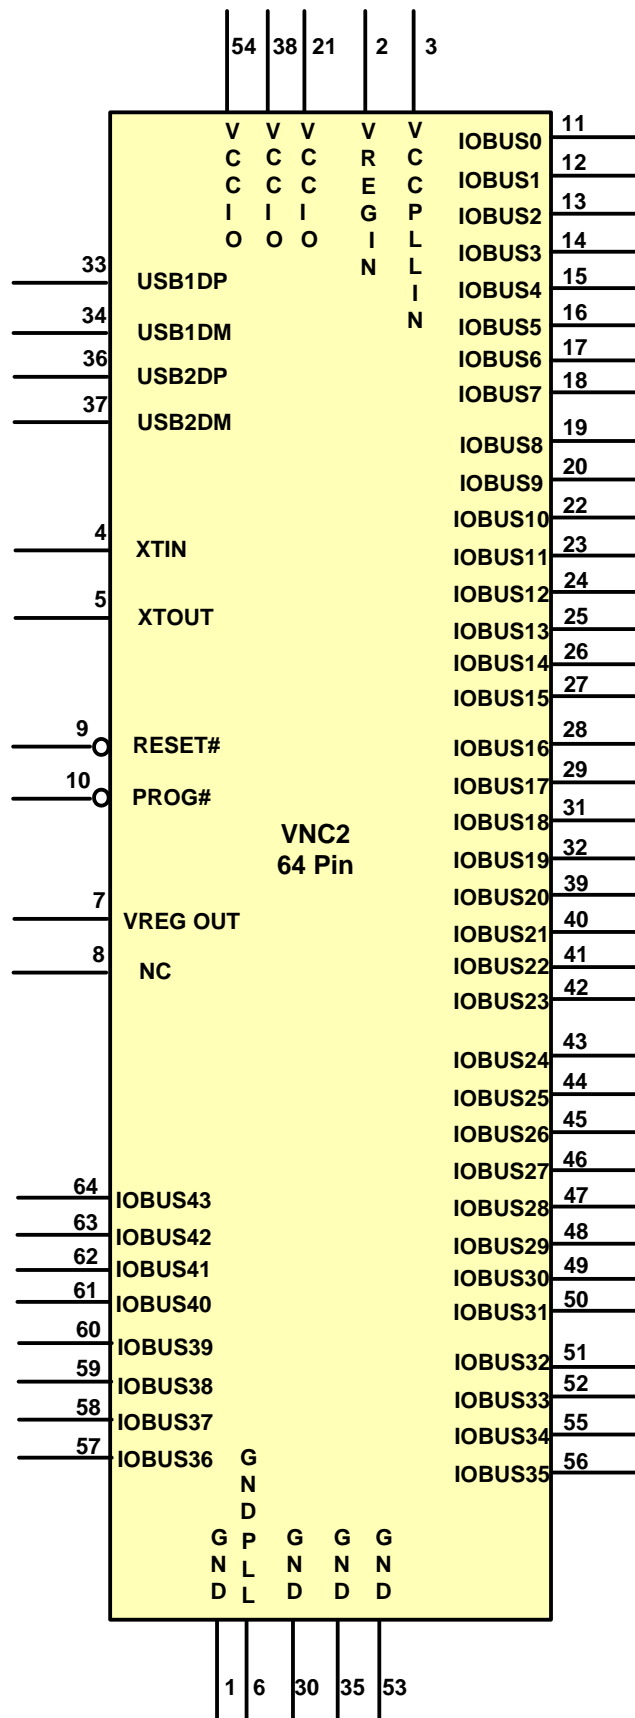 54 38 21 2 3
VCCIO
VCCIO
VCCIO
VREGIN
VCCPLLIN
33 USB1DP
34 USB1DM
36 USB2DP
37 USB2DM
4 XTIN
5 XTOUT
9 RESET#
10 PROG#
VNC2
64 Pin
7 VREG OUT
8 NC
64 IOBUS43
63 IOBUS42
62 IOBUS41
61 IOBUS40
60 IOBUS39
59 IOBUS38
58 IOBUS37
57 IOBUS36
IOBUS0 11
IOBUS1 12
IOBUS2 13
IOBUS3 14
IOBUS4 15
IOBUS5 16
IOBUS6 17
IOBUS7 18
IOBUS8 19
IOBUS9 20
IOBUS10 22
IOBUS11 23
IOBUS12 24
IOBUS13 25
IOBUS14 26
IOBUS15 27
IOBUS16 28
IOBUS17 29
IOBUS18 31
IOBUS19 32
IOBUS20 39
IOBUS21 40
IOBUS22 41
IOBUS23 42
IOBUS24 43
IOBUS25 44
IOBUS26 45
IOBUS27 46
IOBUS28 47
IOBUS29 48
IOBUS30 49
IOBUS31 50
IOBUS32 51
IOBUS33 52
IOBUS34 55
IOBUS35 56
GND
GNDPLL
GND
GND
GND
1 6 30 35 53